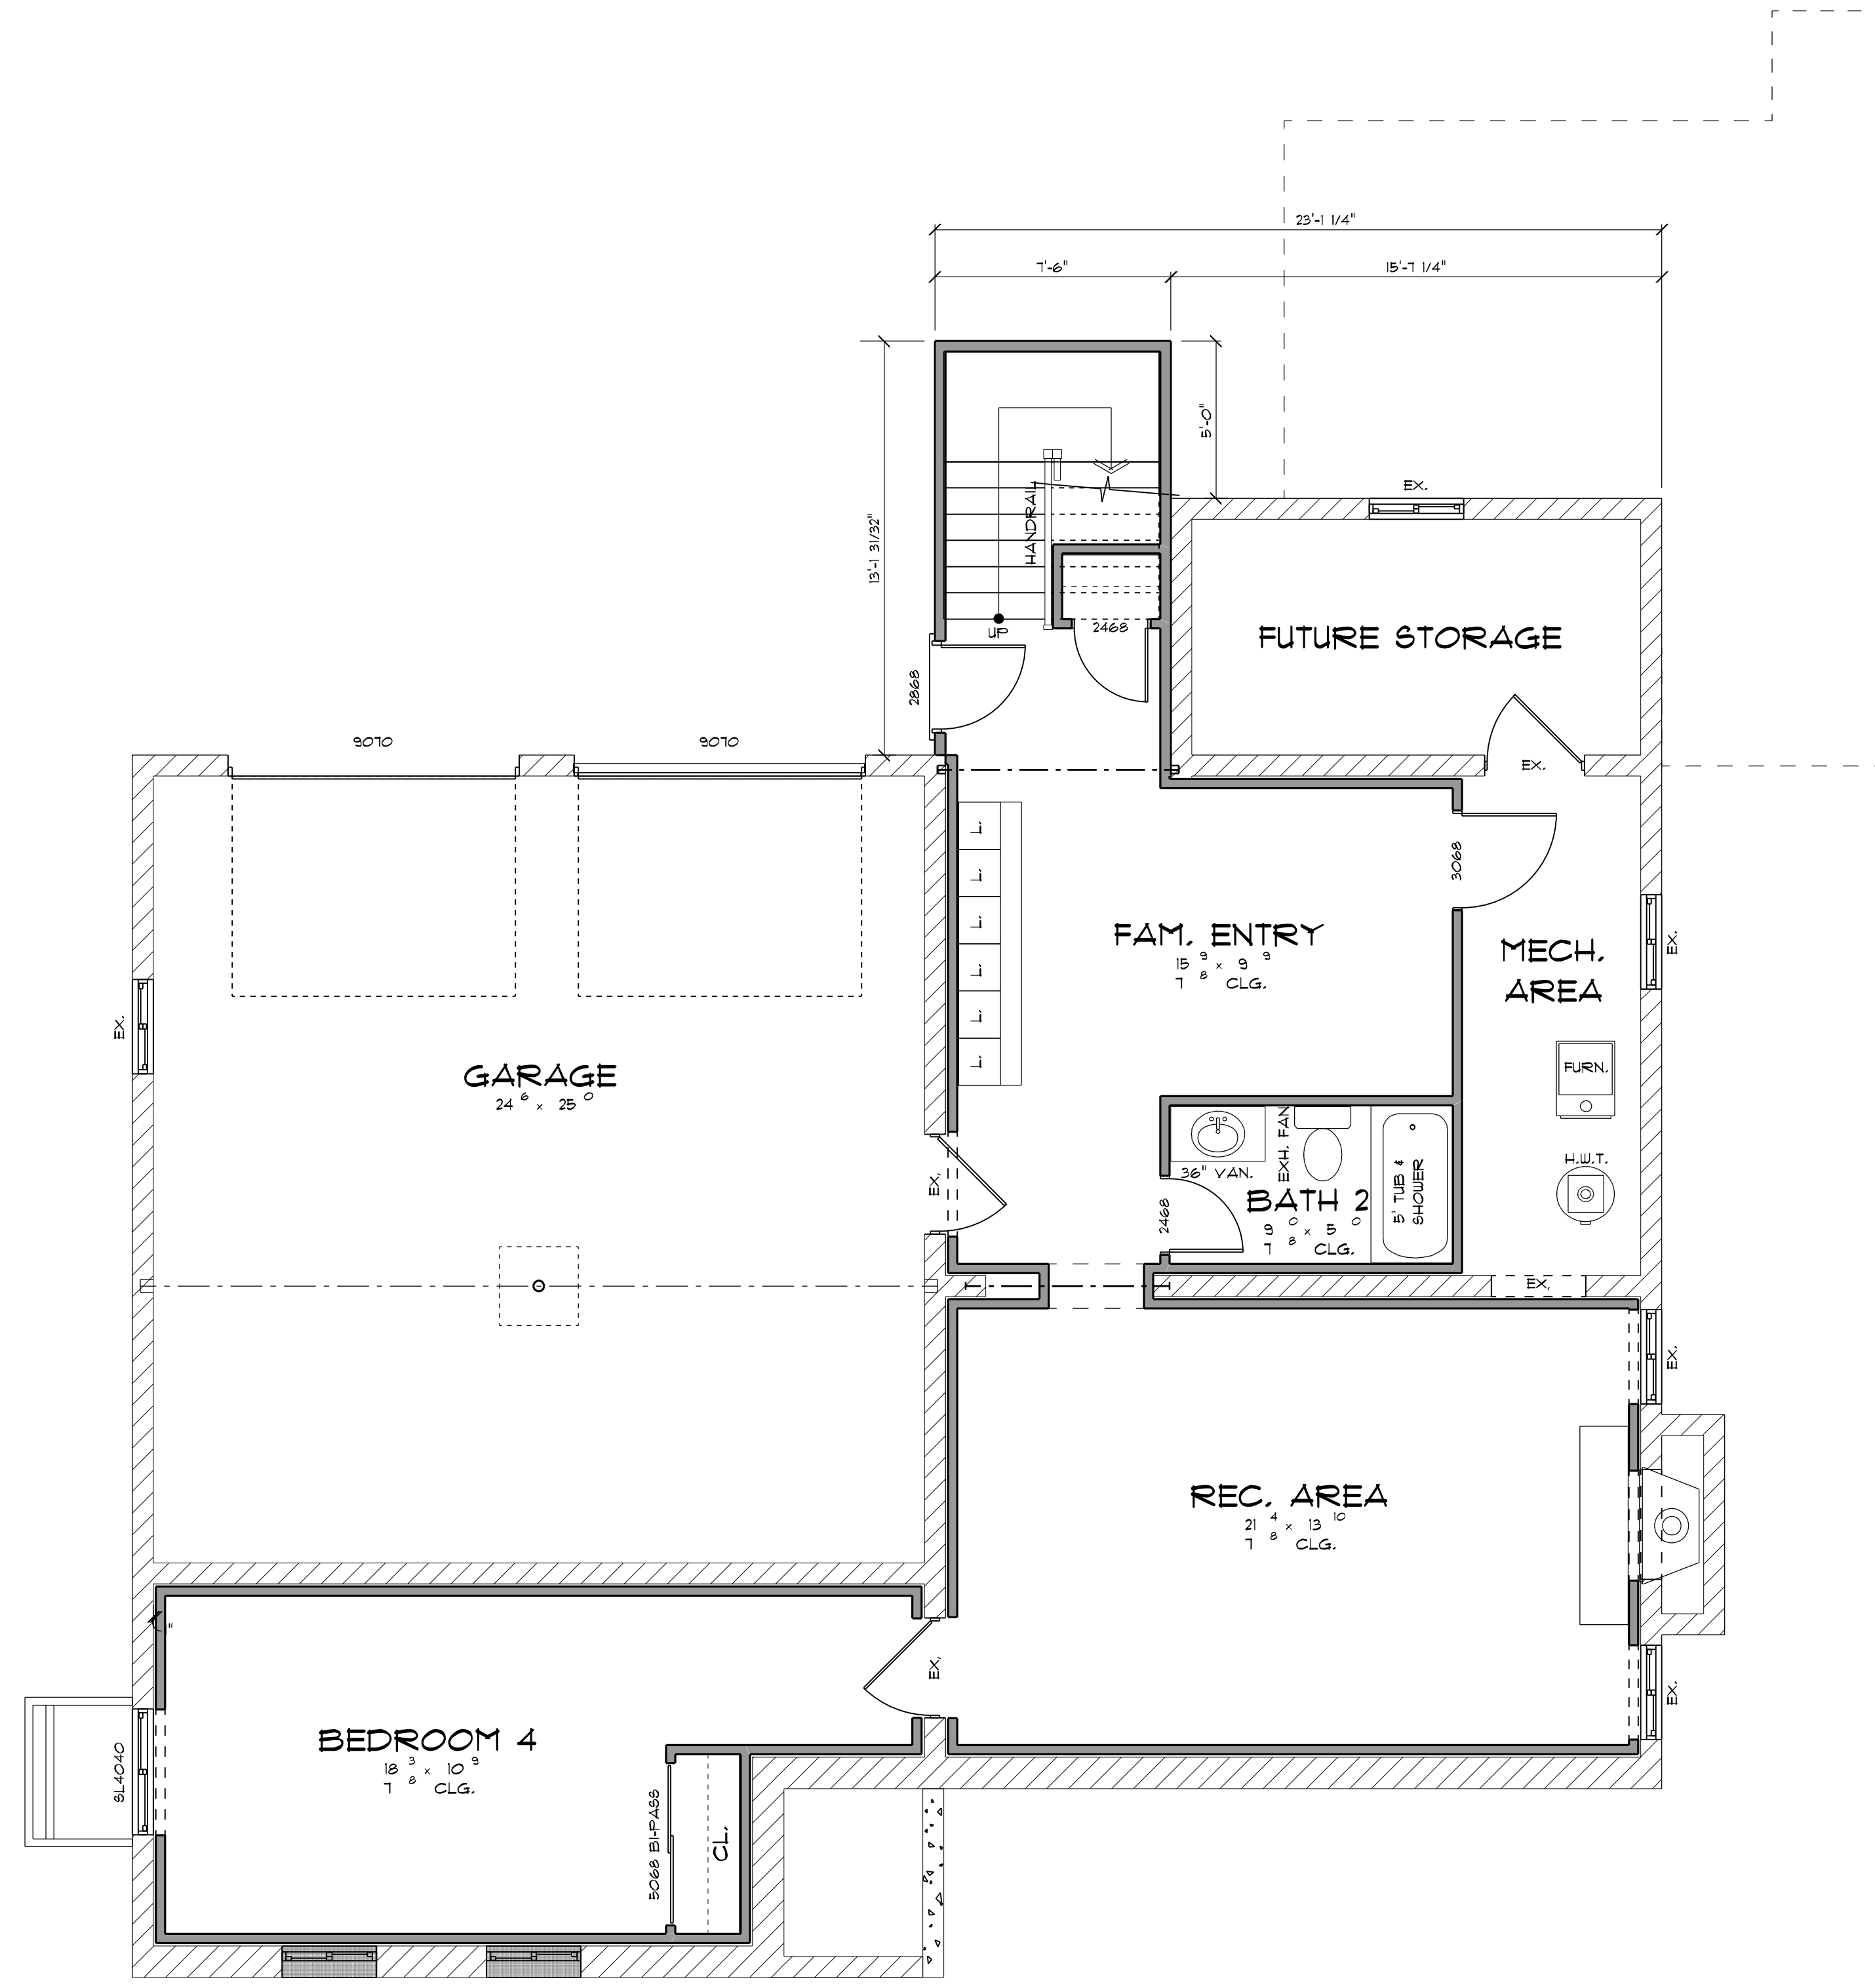 23'-1 1/4"
7'-6"
15'-7 1/4"
5'-0"
13'-1 31/32"
EX.
HANDRAIL
UP
2468
2868
FUTURE STORAGE
EX.
9070
9070
3068
FAM. ENTRY
15 9 x 9 9
7 8 CLG.
MECH.
AREA
EX.
EX.
GARAGE
24 6 x 25 0
FURN.
H.W.T.
EX.
36" VAN.
EXH. FAN
2468
BATH 2
9 0 x 5 0
7 8 CLG.
5' TUB &
SHOWER
EX.
EX.
REC. AREA
21 4 x 13 10
7 8 CLG.
EX.
EX.
BEDROOM 4
18 3 x 10 9
7 8 CLG.
SL4040
5068 BI-PASS
CL.